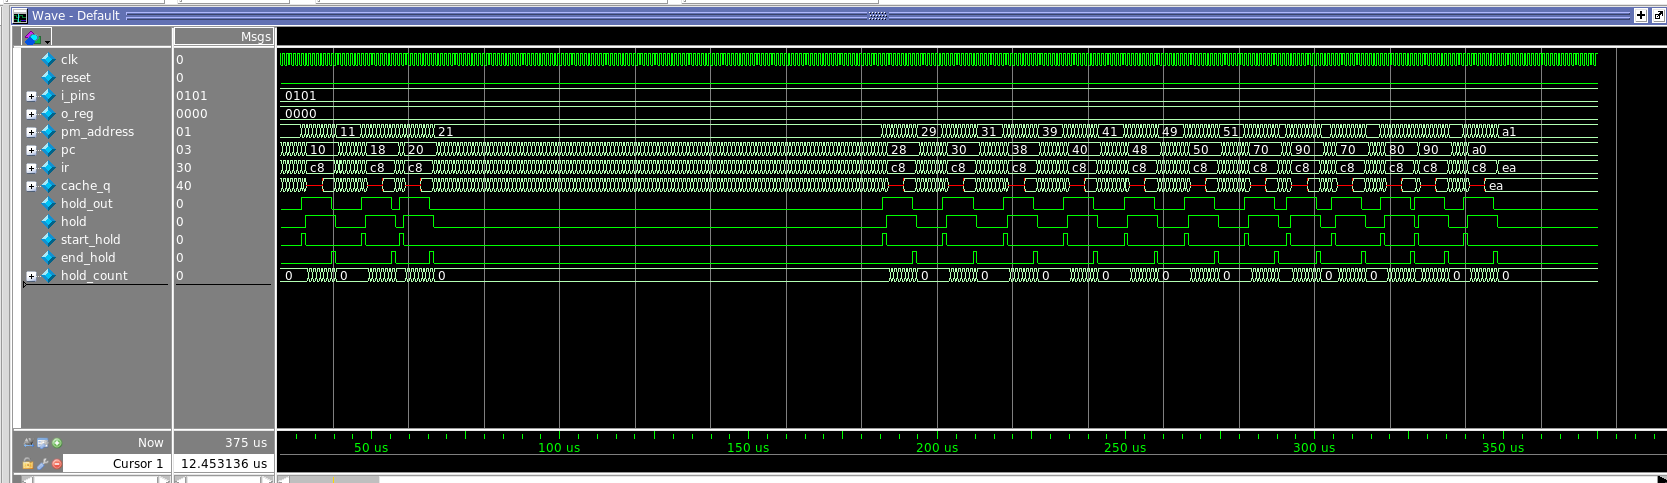 Wave - Default
Msgs
clk 0
reset 0
i_pins 0101 0101
o_reg 0000 0000
pm_address 01 11 21 29 31 39 41 49 51 a1
pc 03 10 18 20 28 30 38 40 48 50 70 90 70 80 90 a0
ir 30 c8 c8 c8 c8 c8 c8 c8 c8 c8 c8 c8 c8 c8 c8 c8 ea
cache_q 40 ea
hold_out 0
hold 0
start_hold 0
end_hold 0
hold_count 0 0 0 0 0 0 0 0 0 0 0 0 0 0
Now 375 us 50 us 100 us 150 us 200 us 250 us 300 us 350 us
Cursor 1 12.453136 us